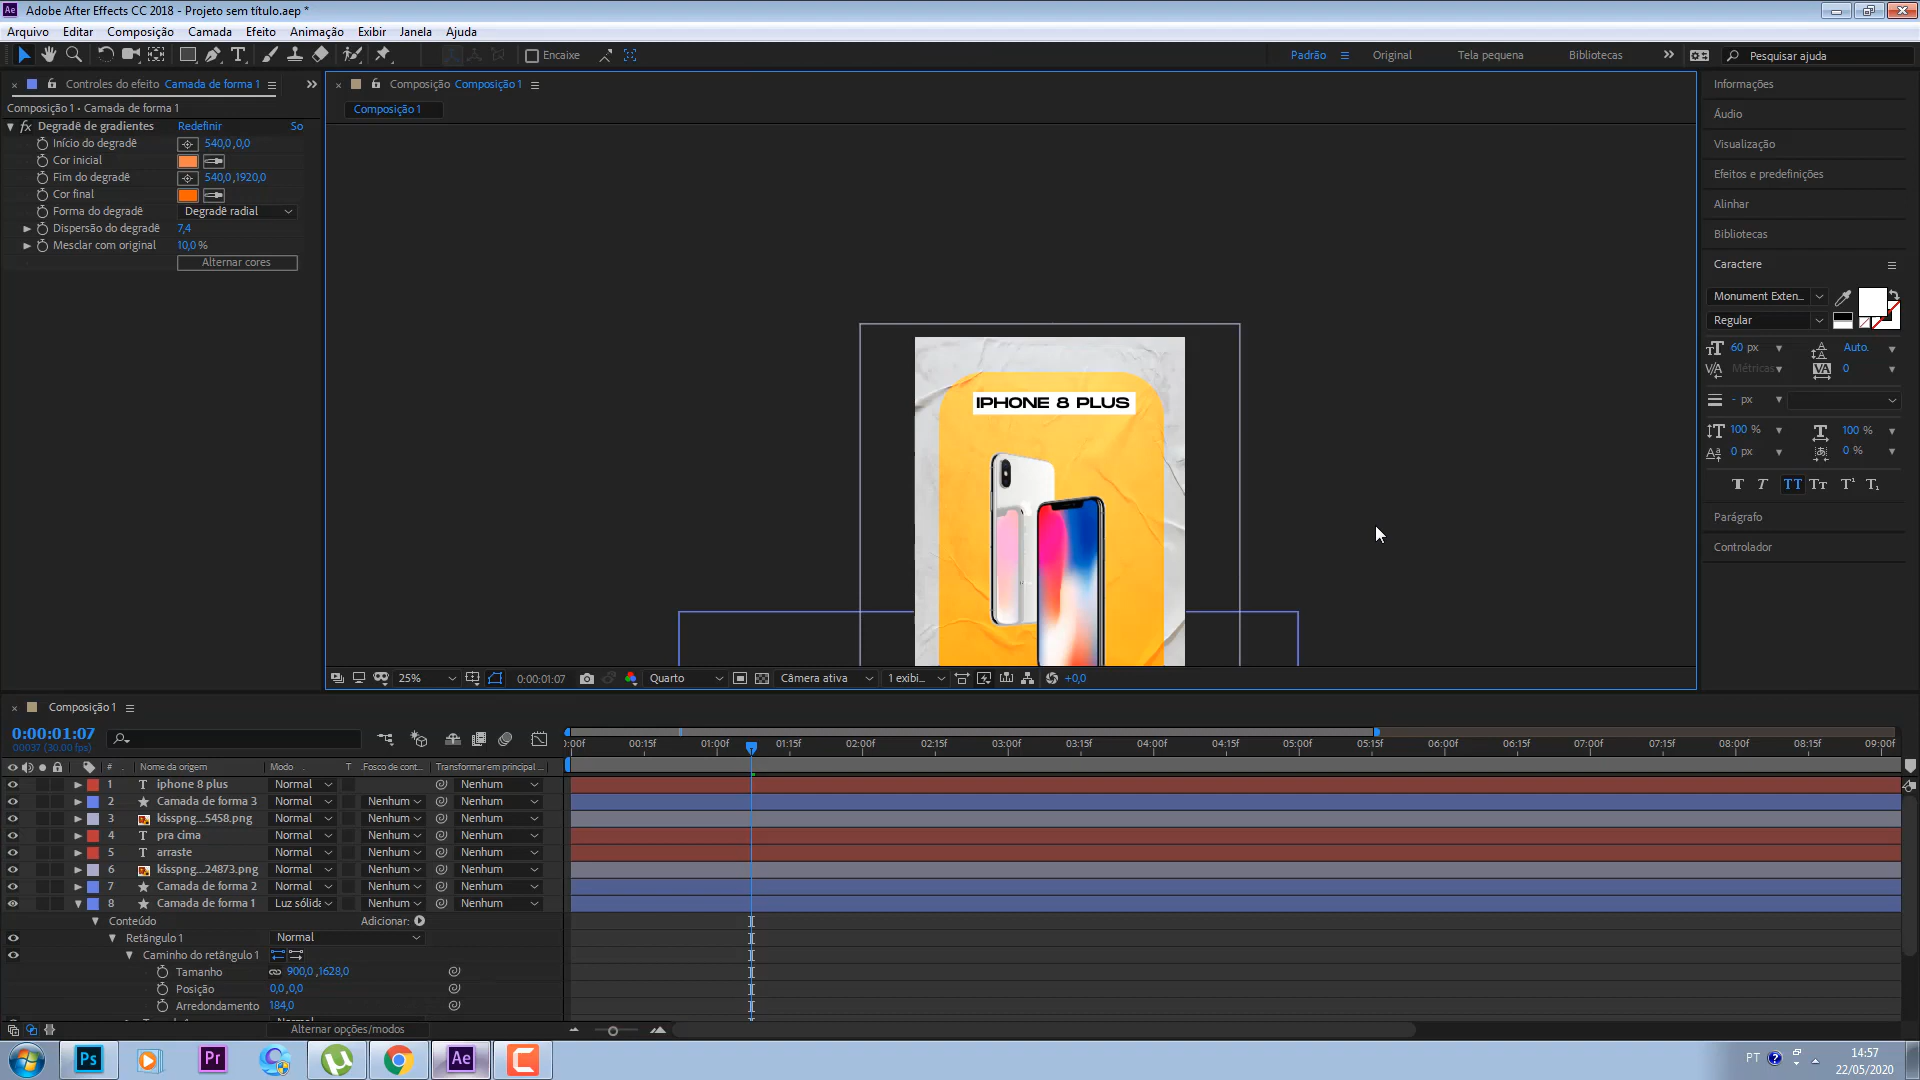 Adobe After Effects CC 2018 - Projeto sem título.aep *
Arquivo Editar Composição Camada Efeito Animação Exibir Janela Ajuda
Encaixe Padrão Original Tela pequena Bibliotecas Pesquisar ajuda
Controles do efeito Camada de forma 1
Composição 1 • Camada de forma 1
fx Degradê de gradientes Redefinir So
Início do degradê 540,0,0,0
Cor inicial
Fim do degradê 540,0,1920,0
Cor final
Forma do degradê Degradê radial
Dispersão do degradê 7,4
Mesclar com original 10,0 %
Alternar cores
Composição Composição 1
Composição 1
IPHONE 8 PLUS
25% 0:00:01:07 Quarto Câmera ativa 1 exibi... +0,0
Informações
Áudio
Visualização
Efeitos e predefinições
Alinhar
Bibliotecas
Caractere
Monument Exten...
Regular
60 px Auto.
Métricas 0
- px
100 % 100 %
0 px 0 %
Parágrafo
Controlador
Composição 1
0:00:01:07
00037 (30.00 fps)
:00f 00:15f 01:00f 01:15f 02:00f 02:15f 03:00f 03:15f 04:00f 04:15f 05:00f 05:15f 06:00f 06:15f 07:00f 07:15f 08:00f 08:15f 09:00f
# Nome da origem Modo T .Fosco de cont... Transformar em principal ...
1 T iphone 8 plus Normal Nenhum
2 Camada de forma 3 Normal Nenhum Nenhum
3 kisspng...5458.png Normal Nenhum Nenhum
4 T pra cima Normal Nenhum Nenhum
5 T arraste Normal Nenhum Nenhum
6 kisspng...24873.png Normal Nenhum Nenhum
7 Camada de forma 2 Normal Nenhum Nenhum
8 Camada de forma 1 Luz sólida Nenhum Nenhum
Conteúdo Adicionar:
Retângulo 1 Normal
Caminho do retângulo 1
Tamanho 900,0,1628,0
Posição 0,0,0,0
Arredondamento 184,0
Alternar opções/modos
Ps Pr Ae C PT 14:57
22/05/2020